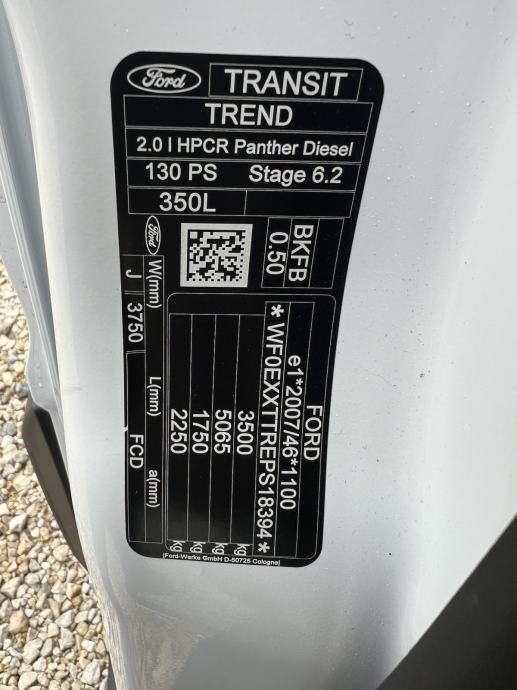 Ford
TRANSIT
TREND
2.0 l HPCR Panther Diesel
130 PS Stage 6.2
350L
Ford
BKFB
0.50
FORD
e1*2007/46*1100
* WF0EXXTTREPS18394 *
3500 kg
5065 kg
1750 kg
2250 kg
W(mm) L(mm) a(mm)
J 3750 FCD
(Ford-Werke GmbH D-50725 Cologne)